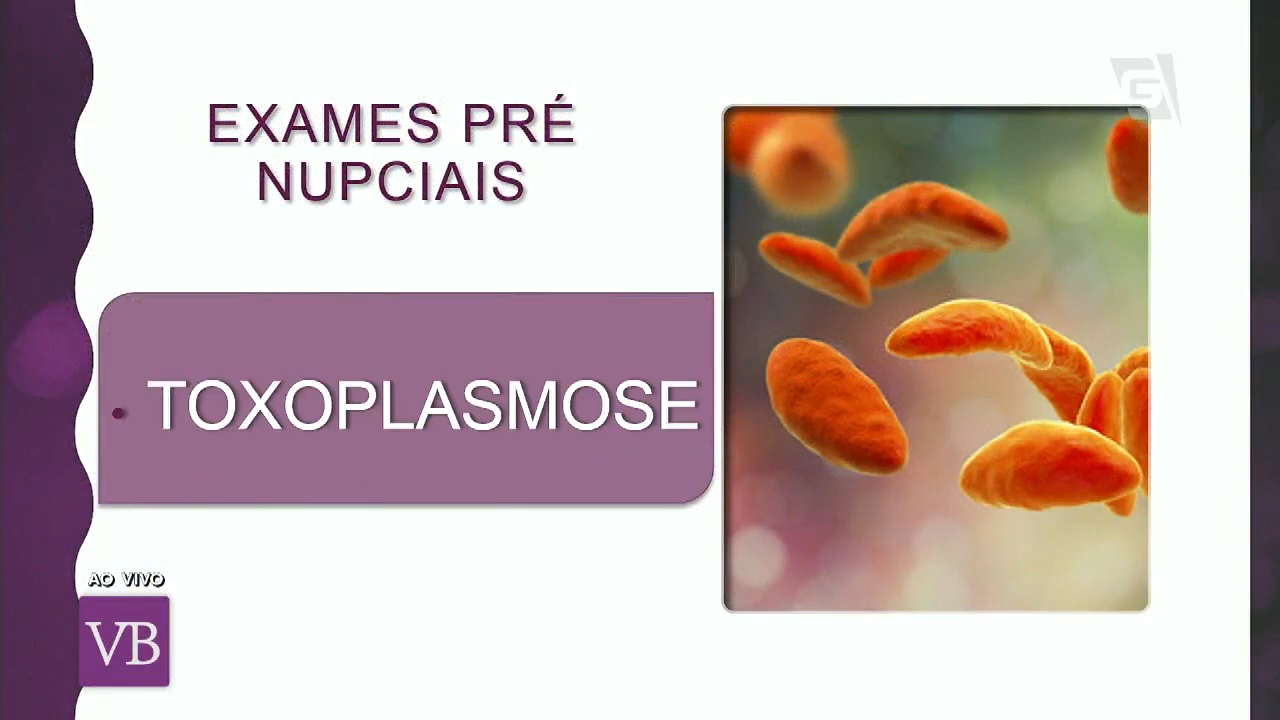 EXAMES PRÉ
NUPCIAIS
• TOXOPLASMOSE
AO VIVO
VB
G